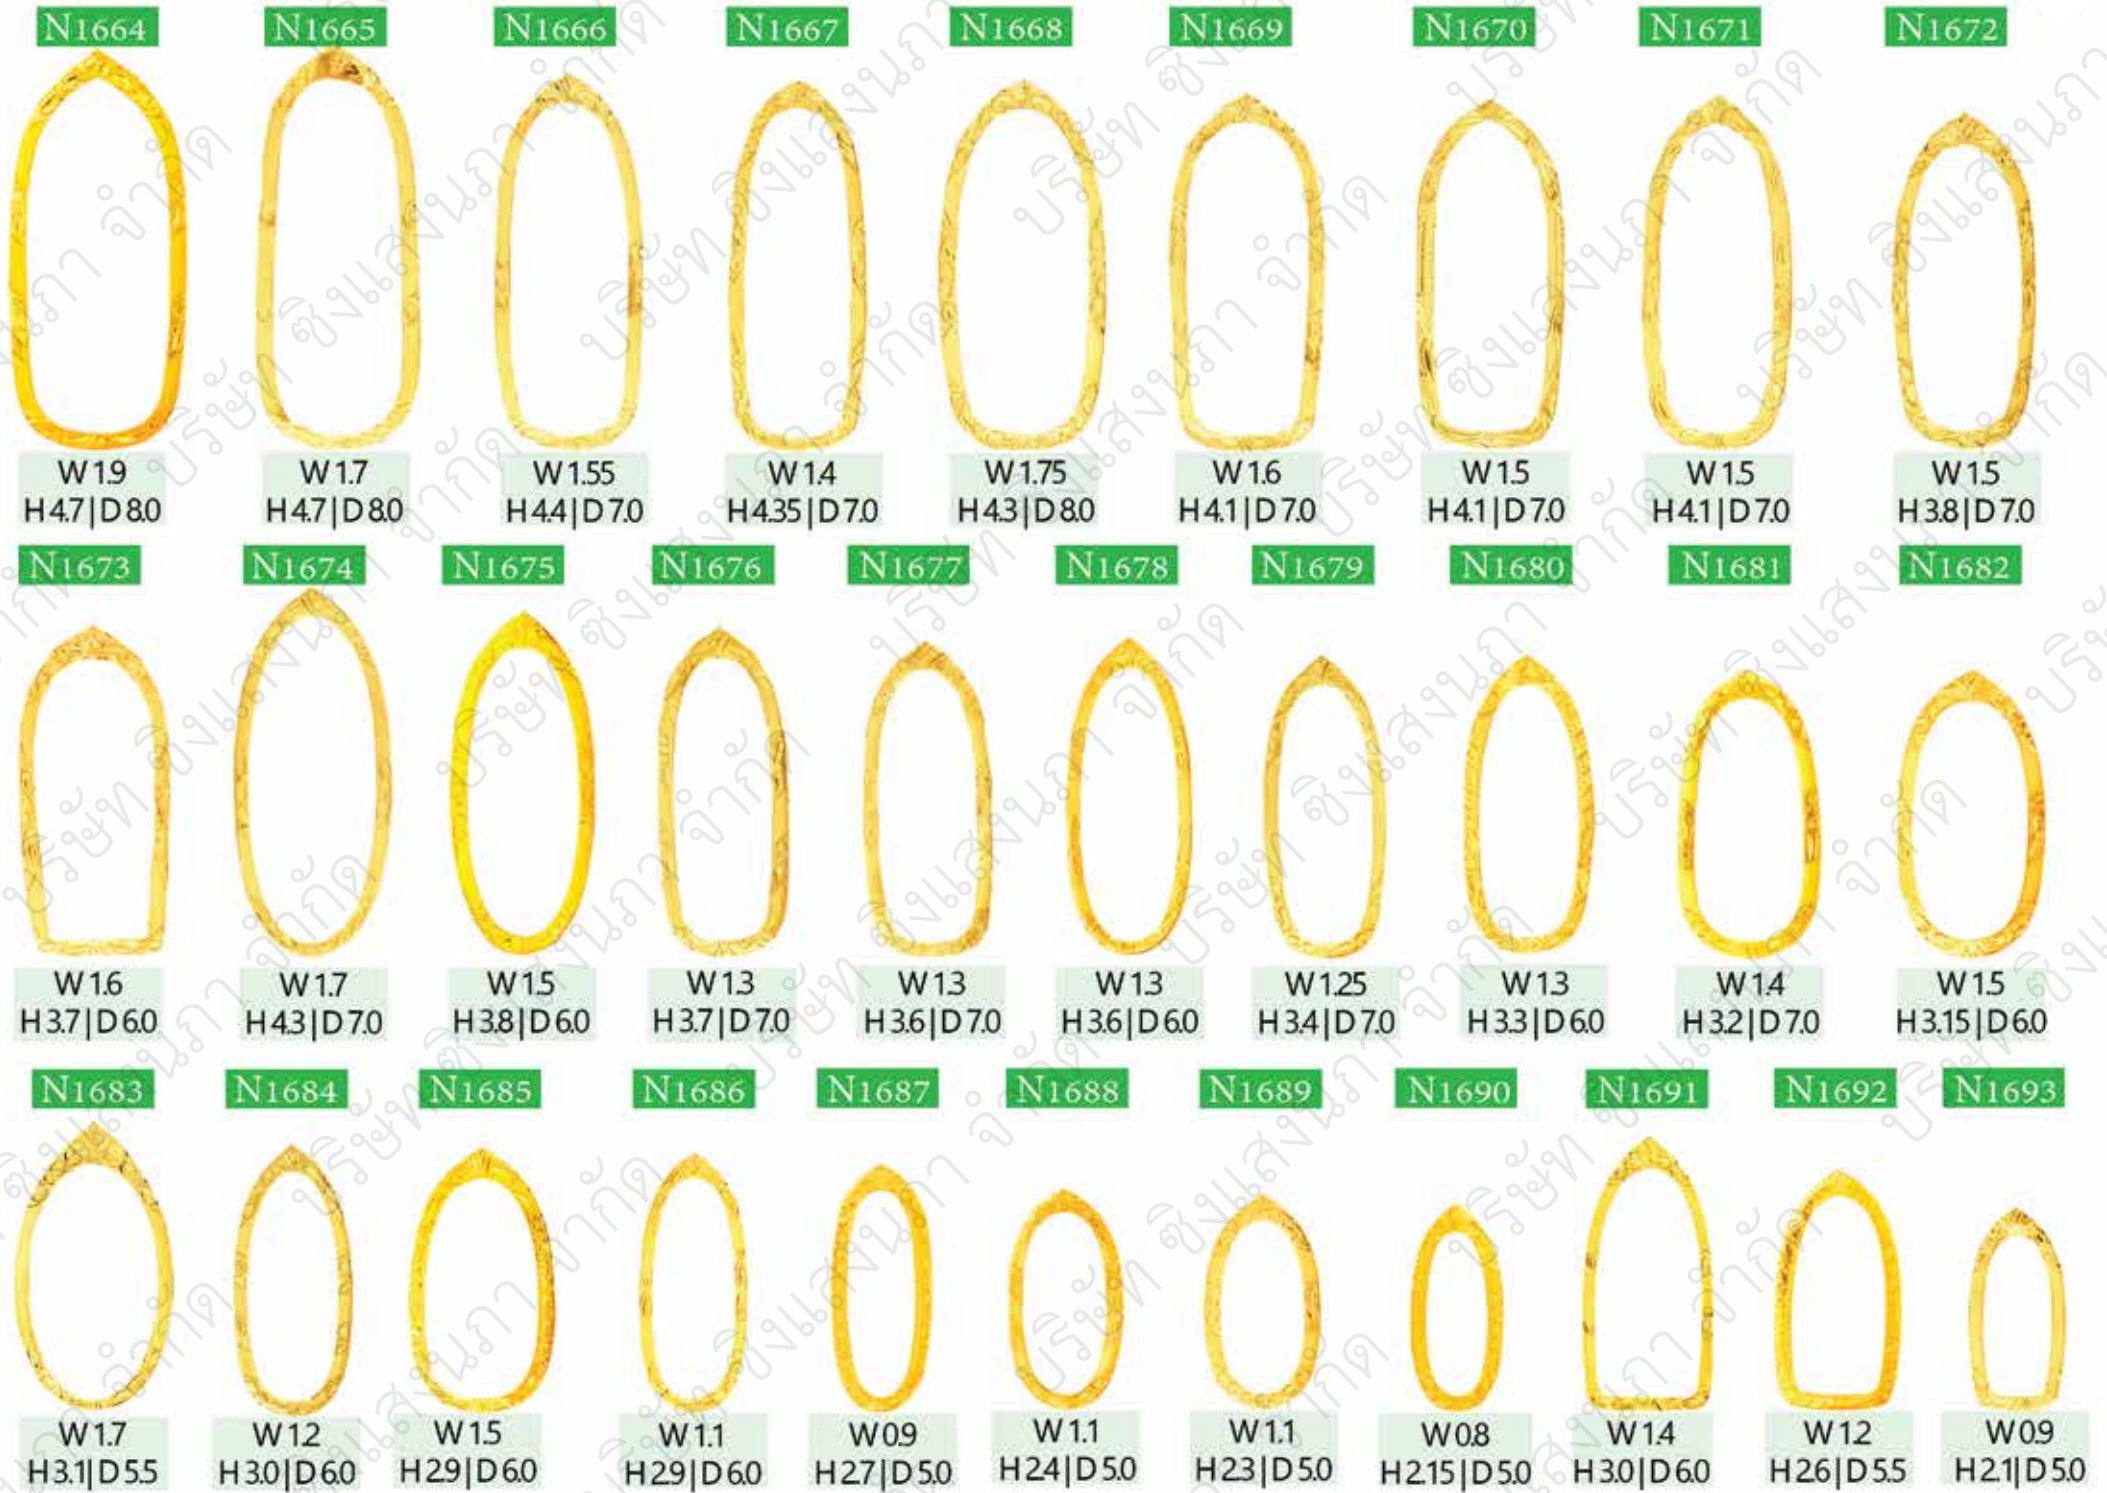 N1664 N1665 N1666 N1667 N1668 N1669 N1670 N1671 N1672
W 1.9 W 1.7 W 1.55 W 1.4 W 1.75 W 1.6 W 1.5 W 1.5 W 1.5
H 4.7|D 8.0 H 4.7|D 8.0 H 4.4|D 7.0 H 4.35|D 7.0 H 4.3|D 8.0 H 4.1|D 7.0 H 4.1|D 7.0 H 4.1|D 7.0 H 3.8|D 7.0
N1673 N1674 N1675 N1676 N1677 N1678 N1679 N1680 N1681 N1682
W 1.6 W 1.7 W 1.5 W 1.3 W 1.3 W 1.3 W 1.25 W 1.3 W 1.4 W 1.5
H 3.7|D 6.0 H 4.3|D 7.0 H 3.8|D 6.0 H 3.7|D 7.0 H 3.6|D 7.0 H 3.6|D 6.0 H 3.4|D 7.0 H 3.3|D 6.0 H 3.2|D 7.0 H 3.15|D 6.0
N1683 N1684 N1685 N1686 N1687 N1688 N1689 N1690 N1691 N1692 N1693
W 1.7 W 1.2 W 1.5 W 1.1 W 0.9 W 1.1 W 1.1 W 0.8 W 1.4 W 1.2 W 0.9
H 3.1|D 5.5 H 3.0|D 6.0 H 2.9|D 6.0 H 2.9|D 6.0 H 2.7|D 5.0 H 2.4|D 5.0 H 2.3|D 5.0 H 2.15|D 5.0 H 3.0|D 6.0 H 2.6|D 5.5 H 2.1|D 5.0
บริษัท ซิงแสงนภา จำกัด